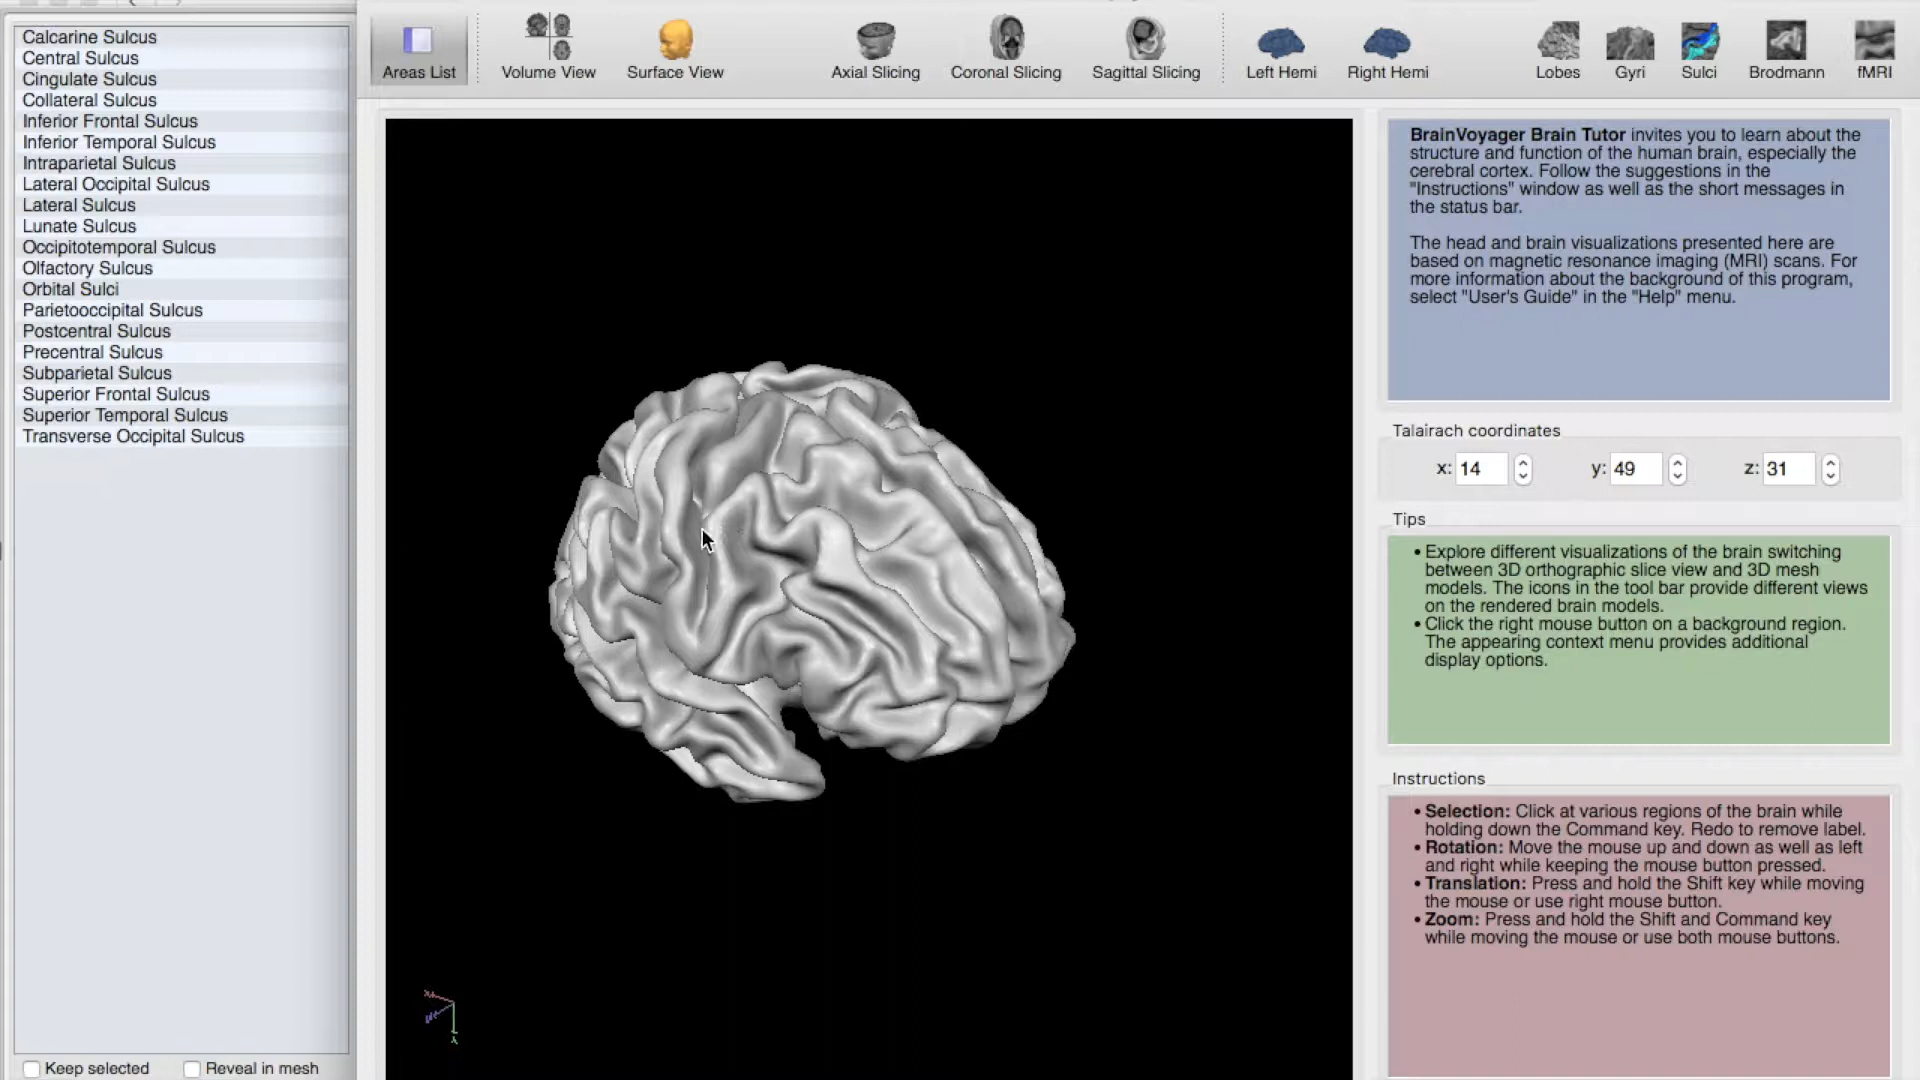 Areas List
Volume View
Surface View
Axial Slicing
Coronal Slicing
Sagittal Slicing
Left Hemi
Right Hemi
Lobes
Gyri
Sulci
Brodmann
fMRI
Calcarine Sulcus
Central Sulcus
Cingulate Sulcus
Collateral Sulcus
Inferior Frontal Sulcus
Inferior Temporal Sulcus
Intraparietal Sulcus
Lateral Occipital Sulcus
Lateral Sulcus
Lunate Sulcus
Occipitotemporal Sulcus
Olfactory Sulcus
Orbital Sulci
Parietooccipital Sulcus
Postcentral Sulcus
Precentral Sulcus
Subparietal Sulcus
Superior Frontal Sulcus
Superior Temporal Sulcus
Transverse Occipital Sulcus
Keep selected
Reveal in mesh
BrainVoyager Brain Tutor invites you to learn about the
structure and function of the human brain, especially the
cerebral cortex. Follow the suggestions in the
"Instructions" window as well as the short messages in
the status bar.
The head and brain visualizations presented here are
based on magnetic resonance imaging (MRI) scans. For
more information about the background of this program,
select "User's Guide" in the "Help" menu.
Talairach coordinates
x: 14 y: 49 z: 31
Tips
• Explore different visualizations of the brain switching
between 3D orthographic slice view and 3D mesh
models. The icons in the tool bar provide different views
on the rendered brain models.
• Click the right mouse button on a background region.
The appearing context menu provides additional
display options.
Instructions
• Selection: Click at various regions of the brain while
holding down the Command key. Redo to remove label.
• Rotation: Move the mouse up and down as well as left
and right while keeping the mouse button pressed.
• Translation: Press and hold the Shift key while moving
the mouse or use right mouse button.
• Zoom: Press and hold the Shift and Command key
while moving the mouse or use both mouse buttons.